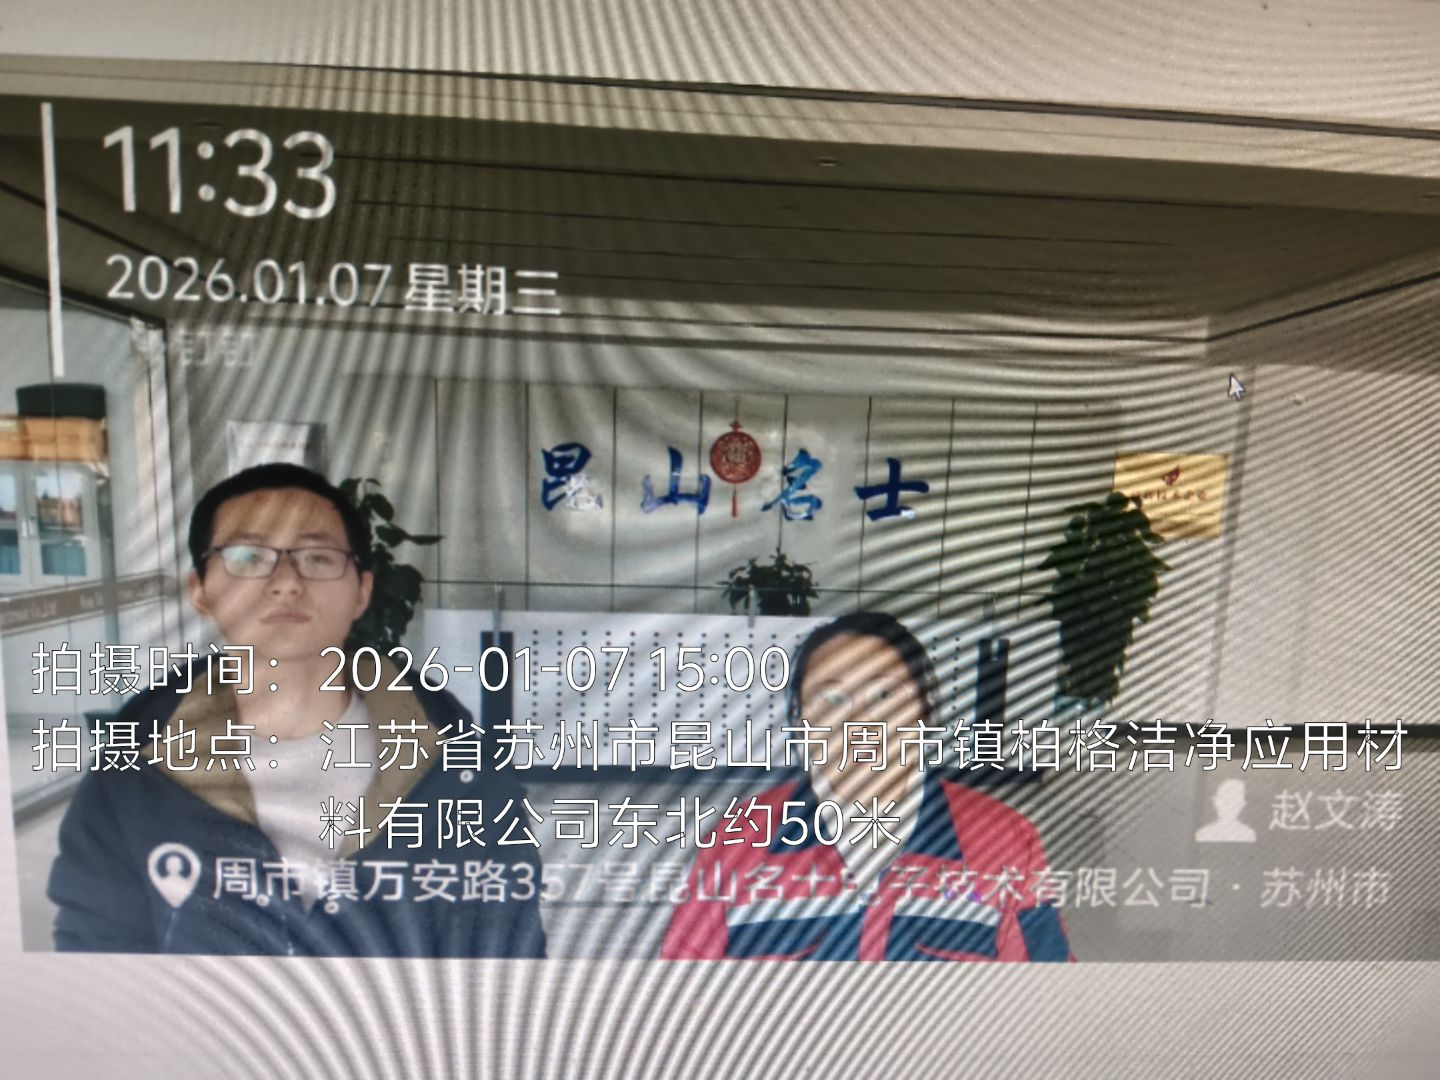 11:33
2026.01.07 星期三
钉钉
昆山名士
拍摄时间：2026-01-07 15:00
拍摄地点：江苏省苏州市昆山市周市镇柏格洁净应用材
料有限公司东北约50米
赵文涛
周市镇万安路357号昆山名士电子技术有限公司 · 苏州市